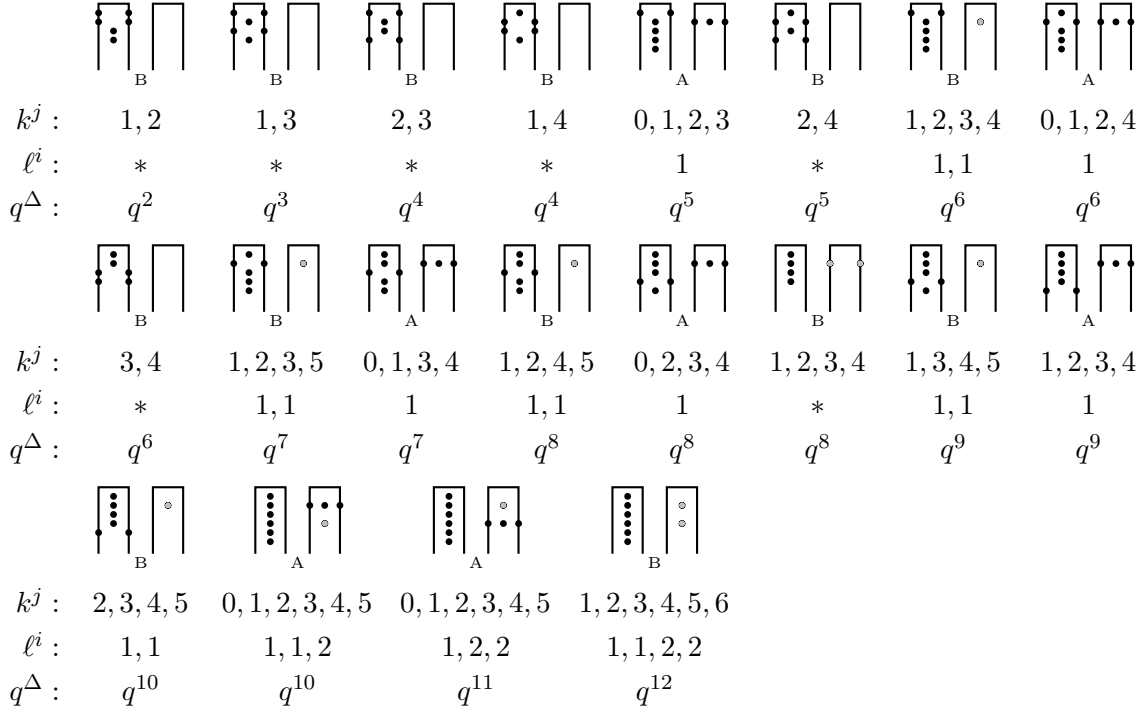 B B B B A B B A
k^j : 1, 2 1, 3 2, 3 1, 4 0, 1, 2, 3 2, 4 1, 2, 3, 4 0, 1, 2, 4
ℓ^i : * * * * 1 * 1, 1 1
q^Δ : q^2 q^3 q^4 q^4 q^5 q^5 q^6 q^6
B B A B A B B A
k^j : 3, 4 1, 2, 3, 5 0, 1, 3, 4 1, 2, 4, 5 0, 2, 3, 4 1, 2, 3, 4 1, 3, 4, 5 1, 2, 3, 4
ℓ^i : * 1, 1 1 1, 1 1 * 1, 1 1
q^Δ : q^6 q^7 q^7 q^8 q^8 q^8 q^9 q^9
B A A B
k^j : 2, 3, 4, 5 0, 1, 2, 3, 4, 5 0, 1, 2, 3, 4, 5 1, 2, 3, 4, 5, 6
ℓ^i : 1, 1 1, 1, 2 1, 2, 2 1, 1, 2, 2
q^Δ : q^10 q^10 q^11 q^12